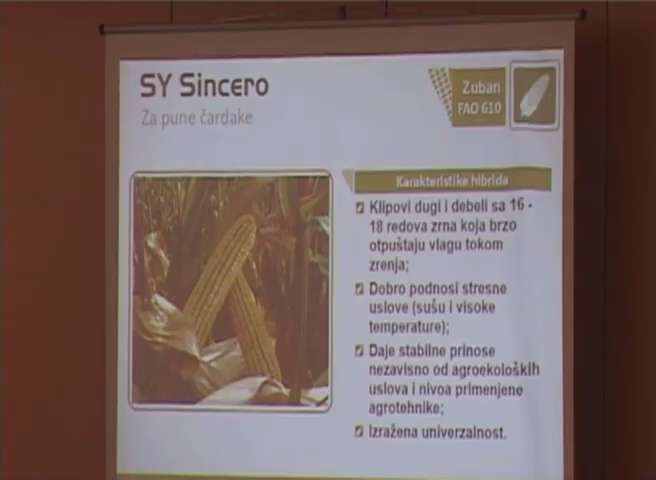 SY Sincero
Za pune čardake
Zuban
FAO 610
Karakteristike hibrida
Klipovi dugi i debeli sa 16 -
18 redova zrna koja brzo
otpuštaju vlagu tokom
zrenja;
Dobro podnosi stresne
uslove (sušu i visoke
temperature);
Daje stabilne prinose
nezavisno od agroekoloških
uslova i nivoa primenjene
agrotehnike;
Izražena univerzalnost.